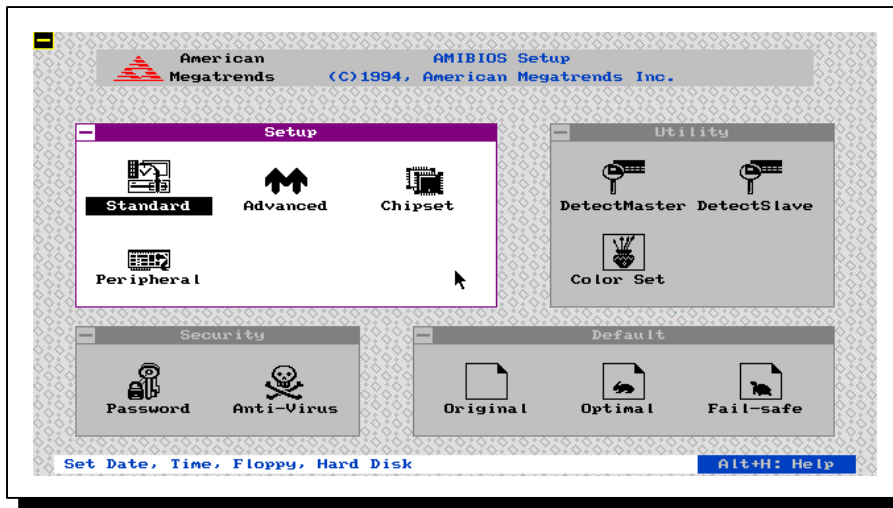 American
Megatrends
AMIBIOS Setup
(C)1994, American Megatrends Inc.
Setup
Standard
Advanced
Chipset
Peripheral
Utility
DetectMaster
DetectSlave
Color Set
Security
Password
Anti-Virus
Default
Original
Optimal
Fail-safe
Set Date, Time, Floppy, Hard Disk
Alt+H: Help